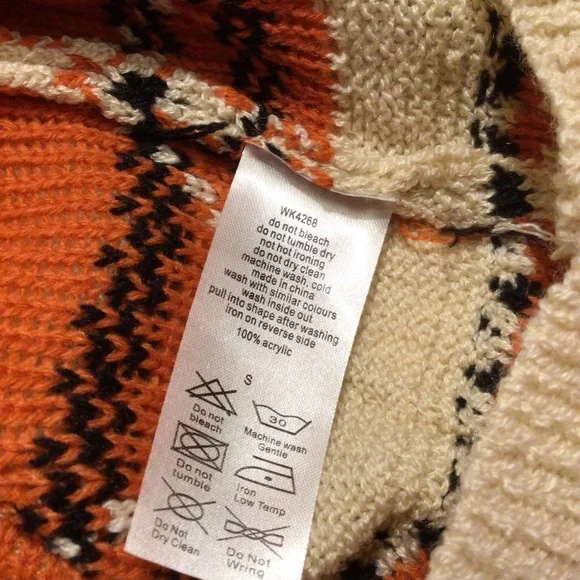 WK4268
do not bleach
do not tumble dry
not hot ironing
do not dry clean
machine wash, cold
made in china
wash with similar colours
wash inside out
pull into shape after washing
iron on reverse side
100% acrylic
S
Do not
bleach
30
Machine wash
Gentle
Do not
tumble
Iron
Low Temp
Do Not
Dry Clean
Do Not
Wring